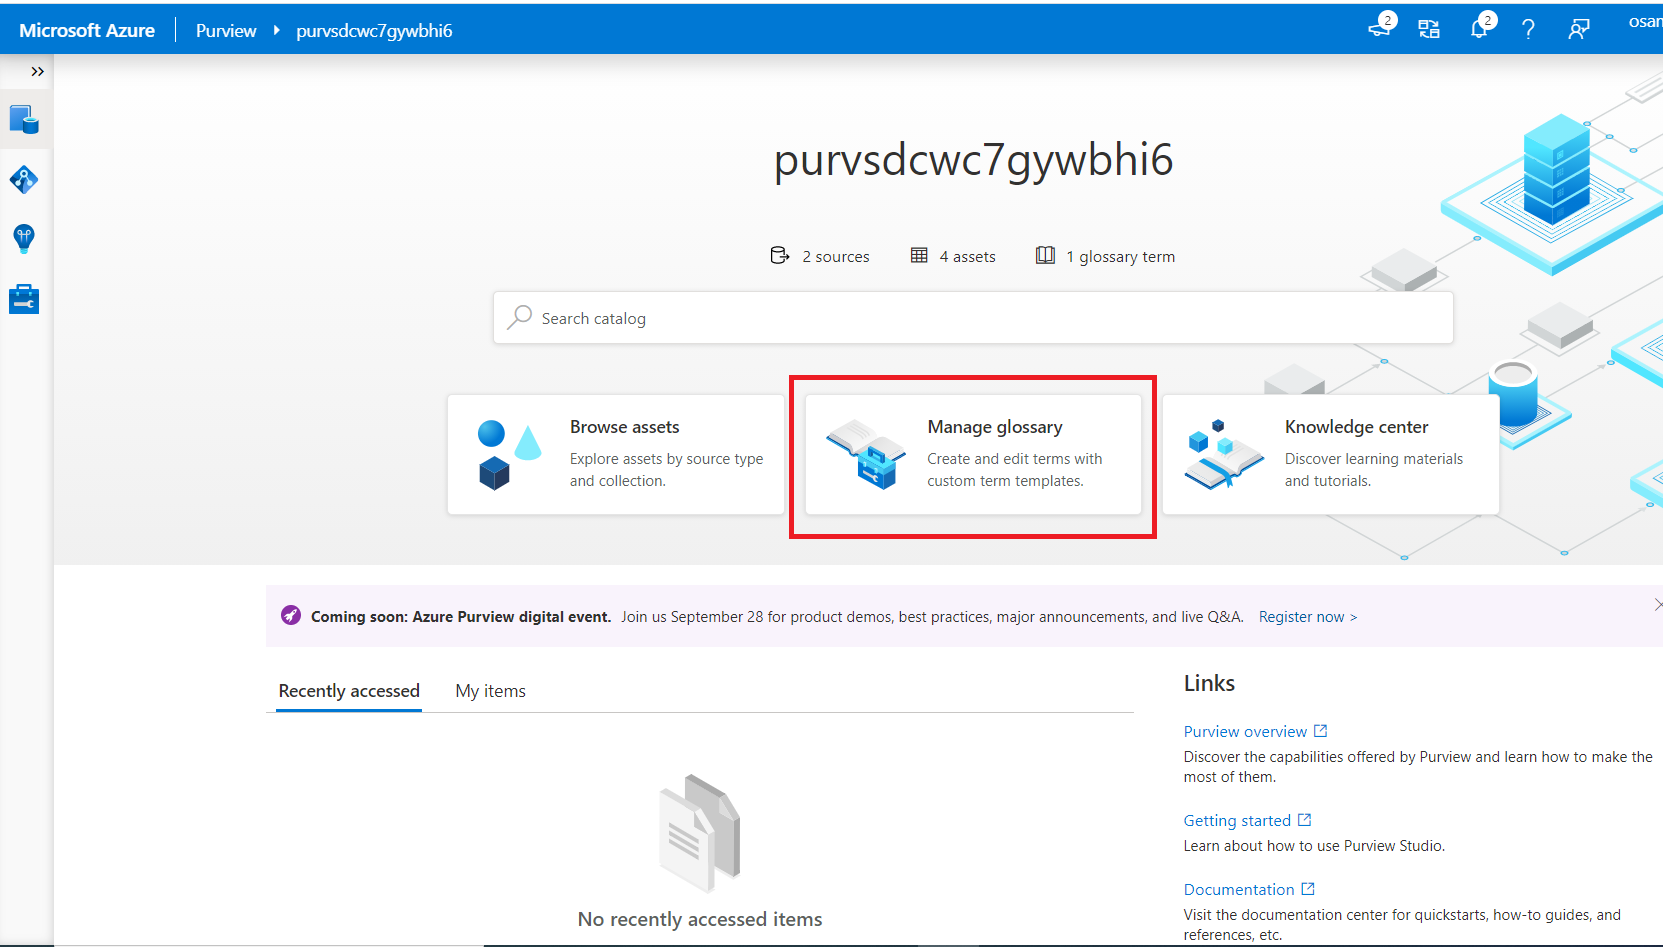 Microsoft Azure
Purview
purvsdcwc7gywbhi6
2
2
osam
purvsdcwc7gywbhi6
2 sources
4 assets
1 glossary term
Search catalog
Browse assets
Explore assets by source type
and collection.
Manage glossary
Create and edit terms with
custom term templates.
Knowledge center
Discover learning materials
and tutorials.
Coming soon: Azure Purview digital event. Join us September 28 for product demos, best practices, major announcements, and live Q&A. Register now >
Recently accessed
My items
No recently accessed items
Links
Purview overview
Discover the capabilities offered by Purview and learn how to make the
most of them.
Getting started
Learn about how to use Purview Studio.
Documentation
Visit the documentation center for quickstarts, how-to guides, and
references, etc.